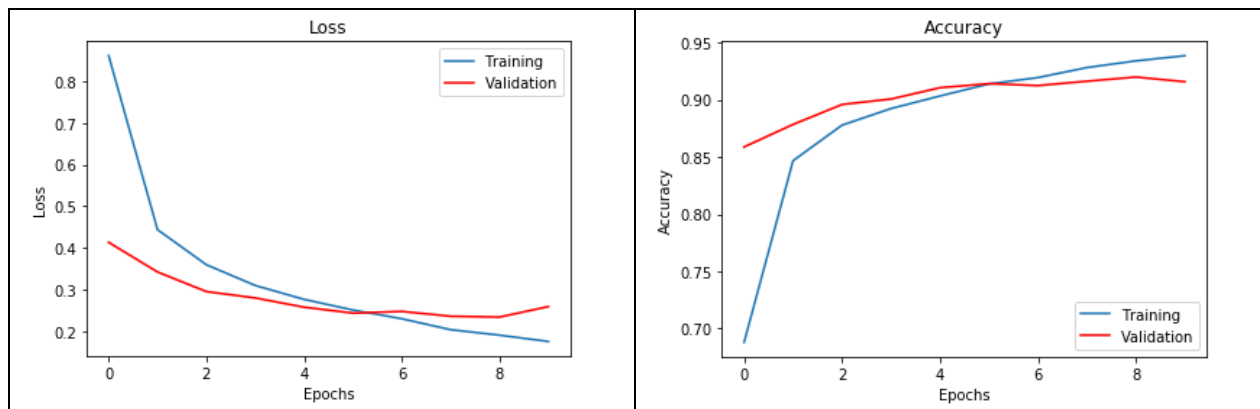 Loss
Training
Validation
0.8
0.7
0.6
0.5
0.4
0.3
0.2
Loss
0 2 4 6 8
Epochs
Accuracy
0.95
0.90
0.85
0.80
0.75
0.70
Accuracy
Training
Validation
0 2 4 6 8
Epochs